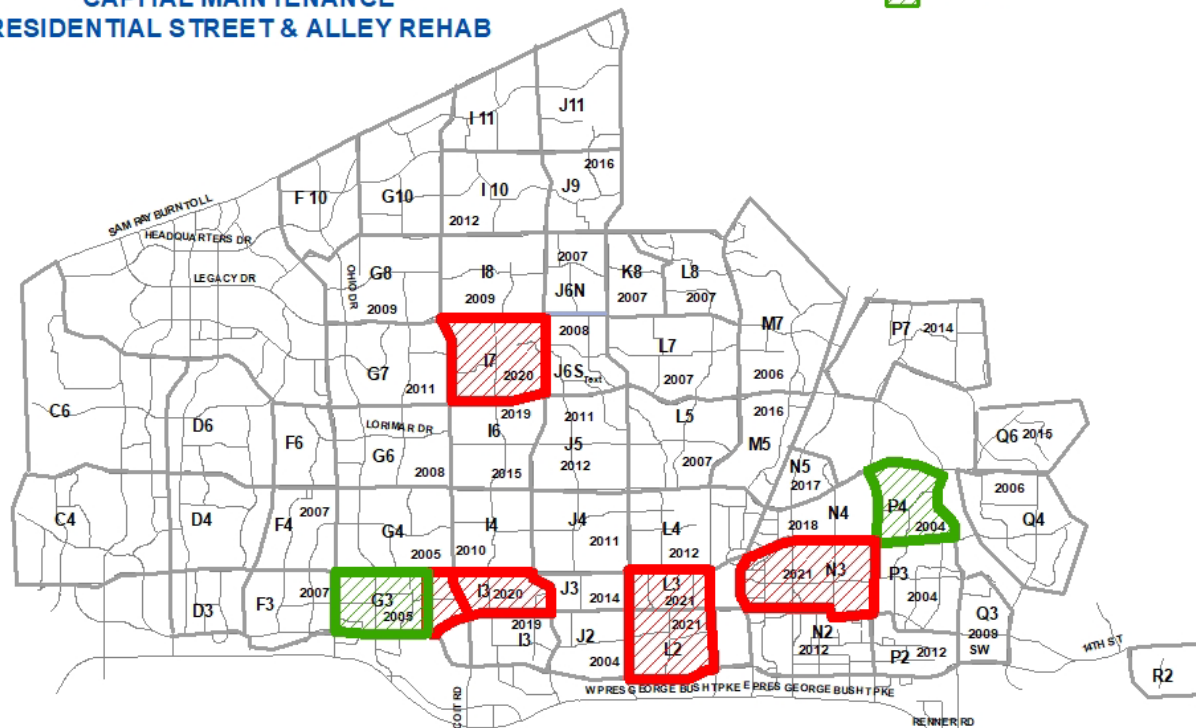 CAPITAL MAINTENANCE
RESIDENTIAL STREET & ALLEY REHAB
I 11
J11
2016
F 10
G10
I 10
J9
2012
SAM RAYBURN TOLL
HEADQUARTERS DR
LEGACY DR
OHIO DR
G8
2009
I8
2009
2007
J6N
K8
2007
L8
2007
M7
2006
P7 2014
I7
2020
2008
J6S
Text
L7
2007
G7
2011
C6
D6
F6
LORIMAR DR
G6
2008
2019
I6
2015
2011
J5
2012
L5
2007
2016
M5
N5
2017
Q6 2015
2006
Q4
C4
D4
F4
2007
G4
2005
I4
2010
J4
2011
L4
2012
2018
N4
P4
2004
D3
F3
2007
G3
2005
I3 2020
2019
I3
J3
2014
J2
2004
L3
2021
2021
L2
2021 N3
P3
2004
N2
2012
P2 2012
Q3
2009
SW
14TH ST
R2
W PRES GEORGE BUSH TPKE E PRES GEORGE BUSH TPKE
COIT RD
RENNER RD